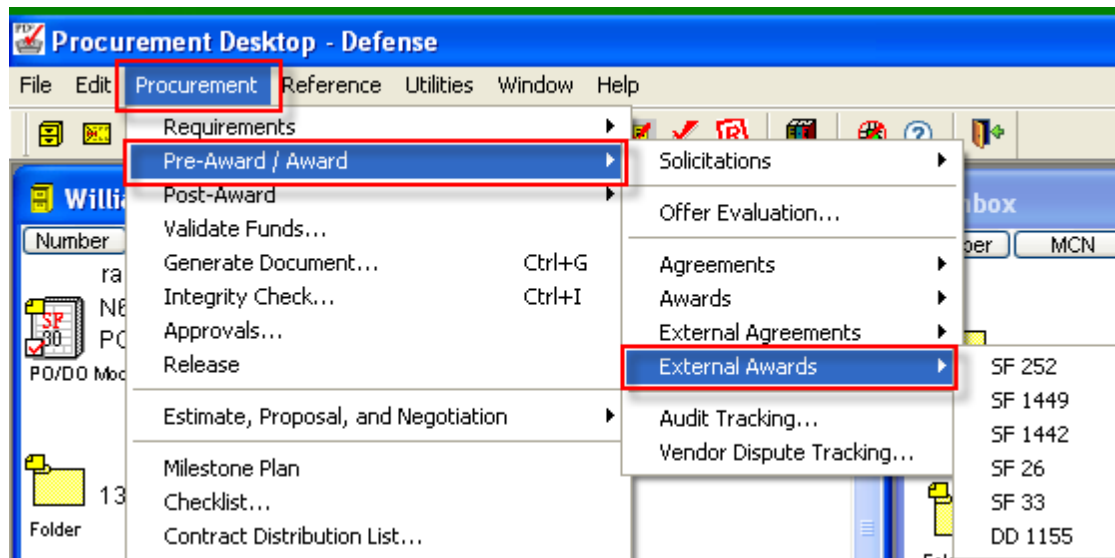 Procurement Desktop - Defense
File Edit Procurement Reference Utilities Window Help
Requirements
Pre-Award / Award
Post-Award
Validate Funds...
Generate Document... Ctrl+G
Integrity Check... Ctrl+I
Approvals...
Release
Estimate, Proposal, and Negotiation
Milestone Plan
Checklist...
Contract Distribution List...
Solicitations
Offer Evaluation...
Agreements
Awards
External Agreements
External Awards
Audit Tracking...
Vendor Dispute Tracking...
SF 252
SF 1449
SF 1442
SF 26
SF 33
DD 1155
Number
SF
30
PO/DO
13
Folder
MCN